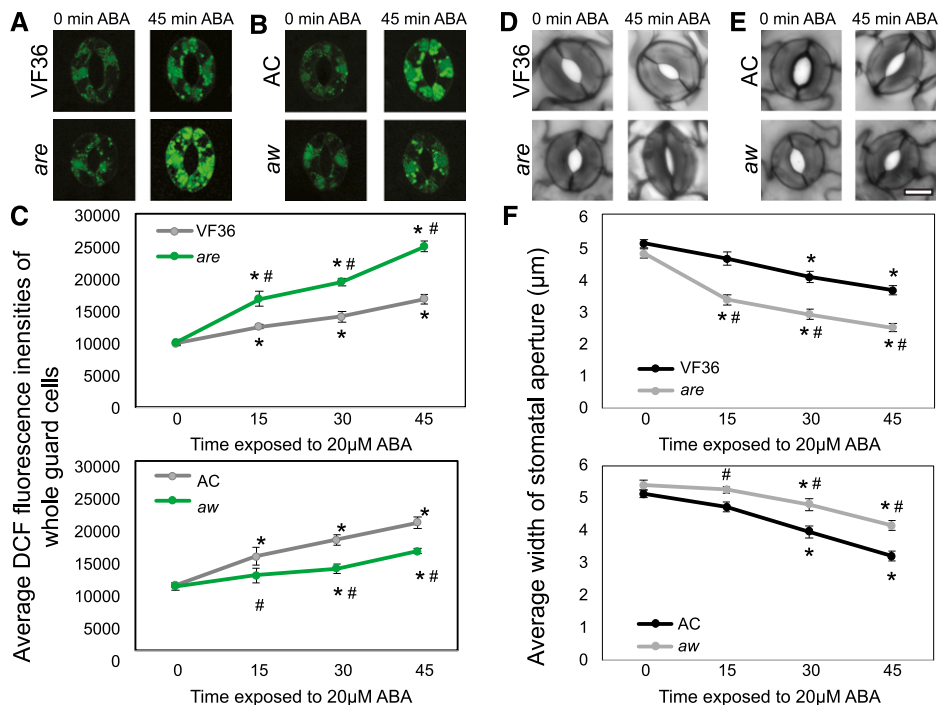 A
0 min ABA
45 min ABA
VF36
are
B
0 min ABA
45 min ABA
AC
aw
C
Average DCF fluorescence inensities of
whole guard cells
30000
25000
20000
15000
10000
5000
0
VF36
are
* #
* #
* #
*
*
*
0
15
30
45
Time exposed to 20µM ABA
30000
25000
20000
15000
10000
5000
0
AC
aw
*
*
*
#
* #
* #
0
15
30
45
Time exposed to 20µM ABA
D
0 min ABA
45 min ABA
VF36
are
E
0 min ABA
45 min ABA
AC
aw
F
Average width of stomatal aperture (µm)
6
5
4
3
2
1
0
*
*
* #
* #
* #
VF36
are
0
15
30
45
Time exposed to 20µM ABA
6
5
4
3
2
1
0
#
* #
* #
*
*
AC
aw
0
15
30
45
Time exposed to 20µM ABA